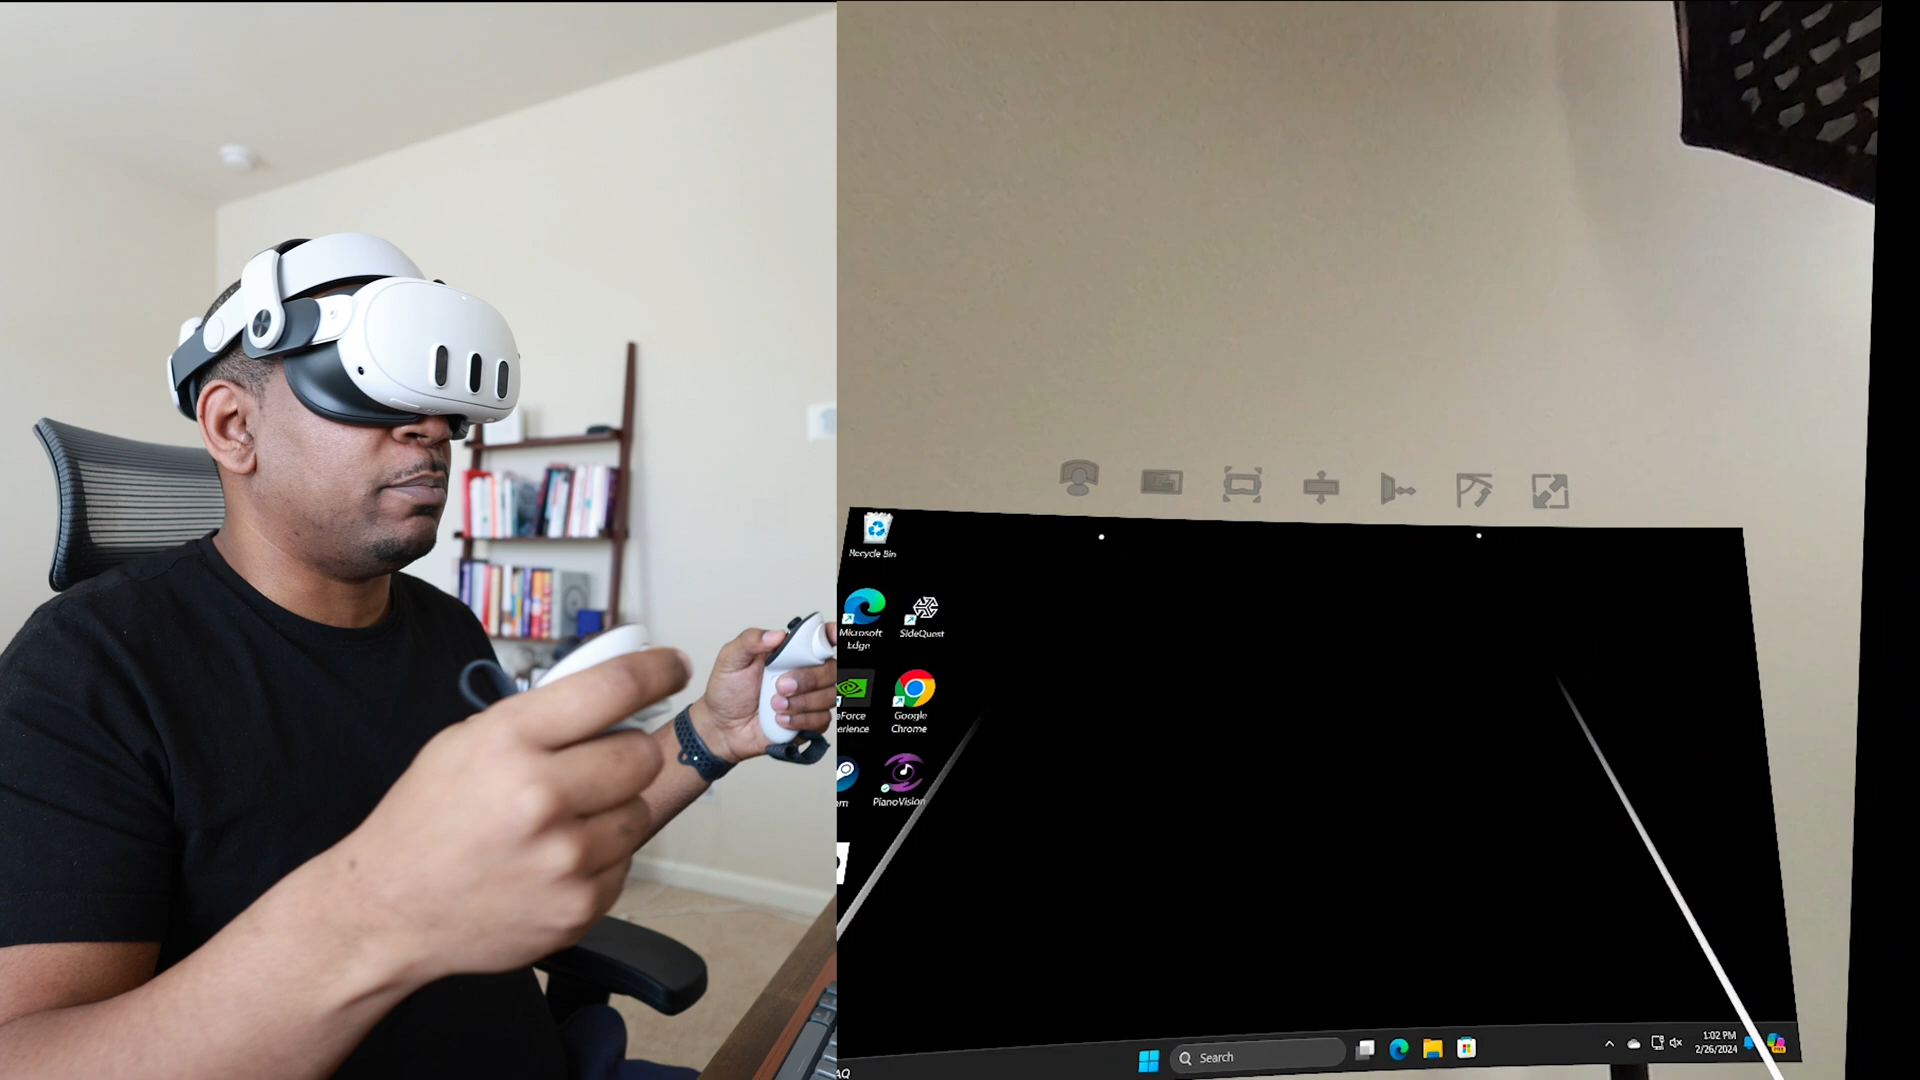 Recycle Bin
Microsoft
Edge
SideQuest
eForce
erience
Google
Chrome
PianoVision
Search
1:02 PM
2/26/2024